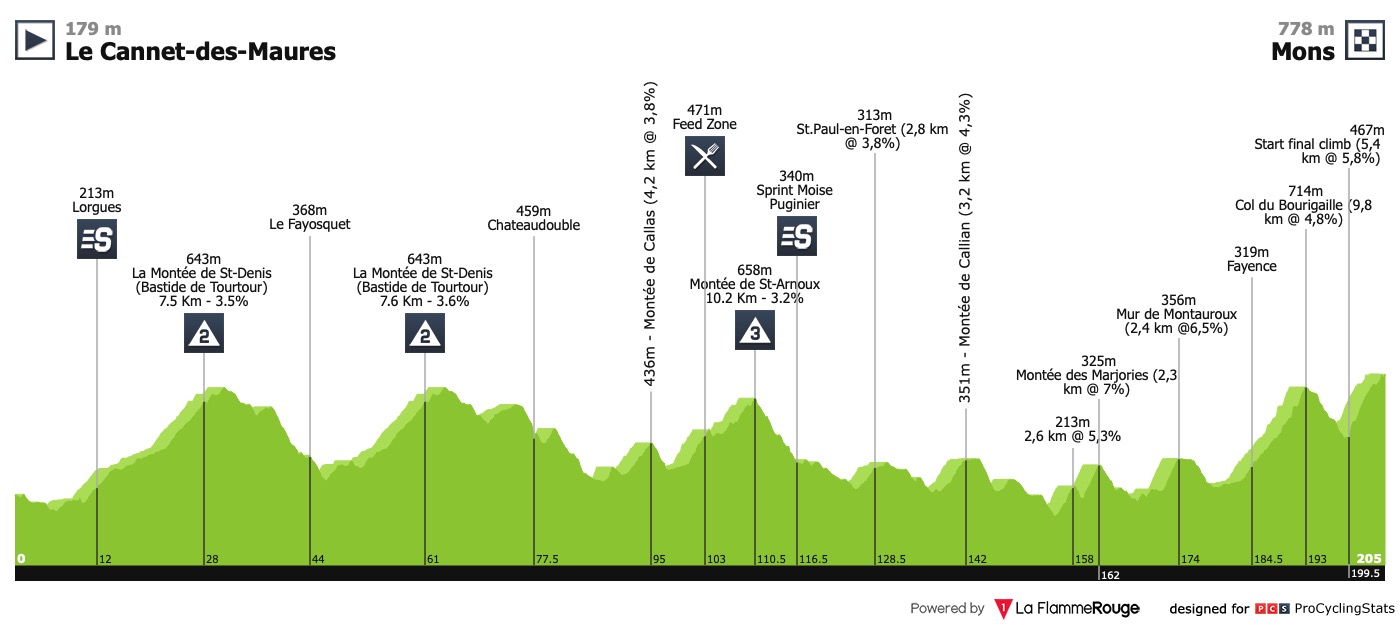 179 m
Le Cannet-des-Maures
778 m
Mons
213m
Lorgues
S
643m
La Montée de St-Denis
(Bastide de Tourtour)
7.5 Km - 3.5%
2
368m
Le Fayosquet
643m
La Montée de St-Denis
(Bastide de Tourtour)
7.6 Km - 3.6%
2
459m
Chateaudouble
436m - Montée de Callas (4,2 km @ 3,8%)
471m
Feed Zone
658m
Montée de St-Arnoux
10.2 Km - 3.2%
3
340m
Sprint Moise
Puginier
S
313m
St.Paul-en-Foret (2,8 km
@ 3,8%)
351m - Montée de Callian (3,2 km @ 4,3%)
213m
2,6 km @ 5,3%
325m
Montée des Marjories (2,3
km @ 7%)
356m
Mur de Montauroux
(2,4 km @6,5%)
319m
Fayence
714m
Col du Bourigaille (9,8
km @ 4,8%)
467m
Start final climb (5,4
km @ 5,8%)
0
12
28
44
61
77.5
95
103
110.5
116.5
128.5
142
158
162
174
184.5
193
199.5
205
Powered by 1 La FlammeRouge
designed for PCS ProCyclingStats